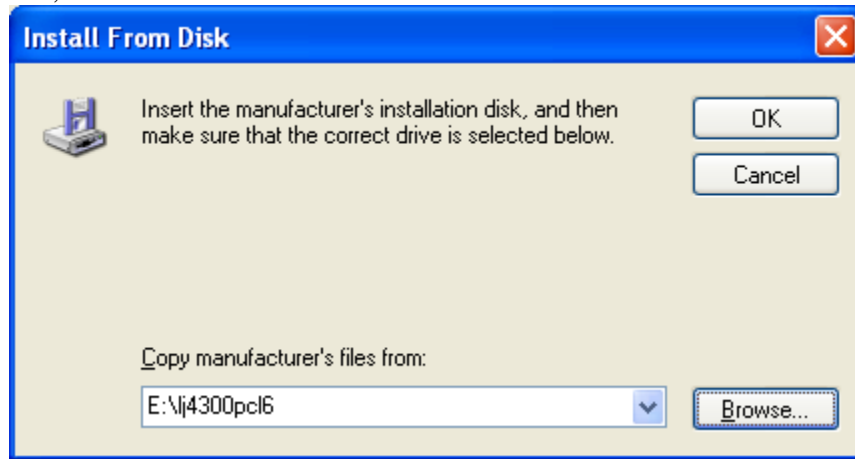 Install From Disk
Insert the manufacturer's installation disk, and then
make sure that the correct drive is selected below.
OK
Cancel
Copy manufacturer's files from:
E:\lj4300pcl6
Browse...